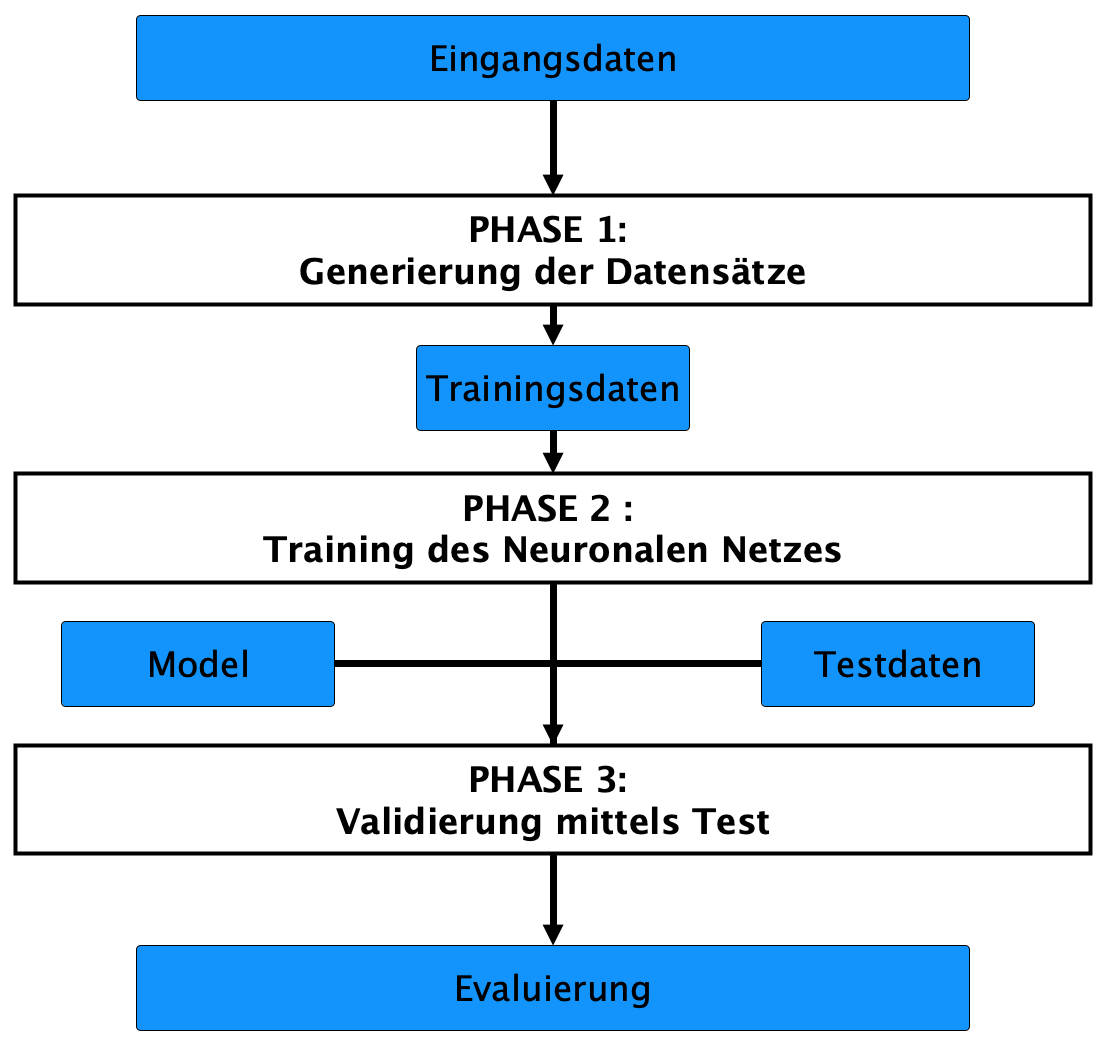 Eingangsdaten
PHASE 1:
Generierung der Datensätze
Trainingsdaten
PHASE 2 :
Training des Neuronalen Netzes
Model
Testdaten
PHASE 3:
Validierung mittels Test
Evaluierung